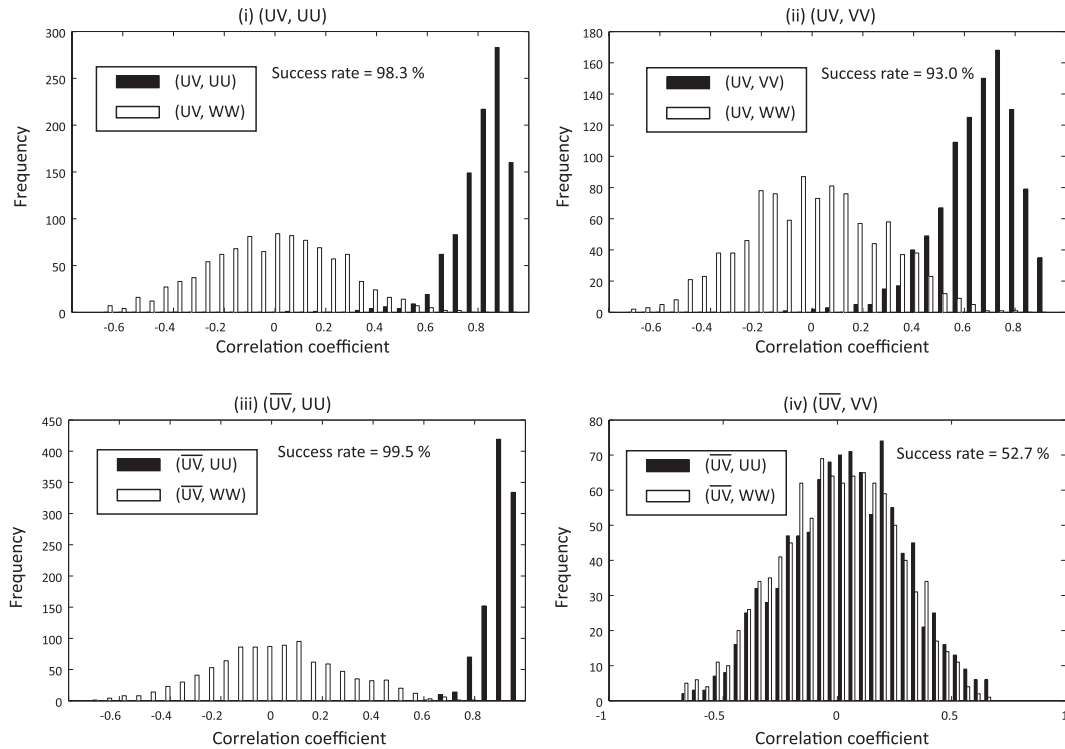 (i) (UV, UU)
300
250
200
150
100
50
0
Frequency
(UV, UU)
(UV, WW)
Success rate = 98.3 %
-0.6 -0.4 -0.2 0 0.2 0.4 0.6 0.8
Correlation coefficient
(ii) (UV, VV)
180
160
140
120
100
80
60
40
20
0
Frequency
(UV, VV)
(UV, WW)
Success rate = 93.0 %
-0.6 -0.4 -0.2 0 0.2 0.4 0.6 0.8
Correlation coefficient
(iii) (U̅V̅, UU)
450
400
350
300
250
200
150
100
50
0
Frequency
(U̅V̅, UU)
(U̅V̅, WW)
Success rate = 99.5 %
-0.6 -0.4 -0.2 0 0.2 0.4 0.6 0.8
Correlation coefficient
(iv) (U̅V̅, VV)
80
70
60
50
40
30
20
10
0
Frequency
(U̅V̅, UU)
(U̅V̅, WW)
Success rate = 52.7 %
-1 -0.5 0 0.5 1
Correlation coefficient